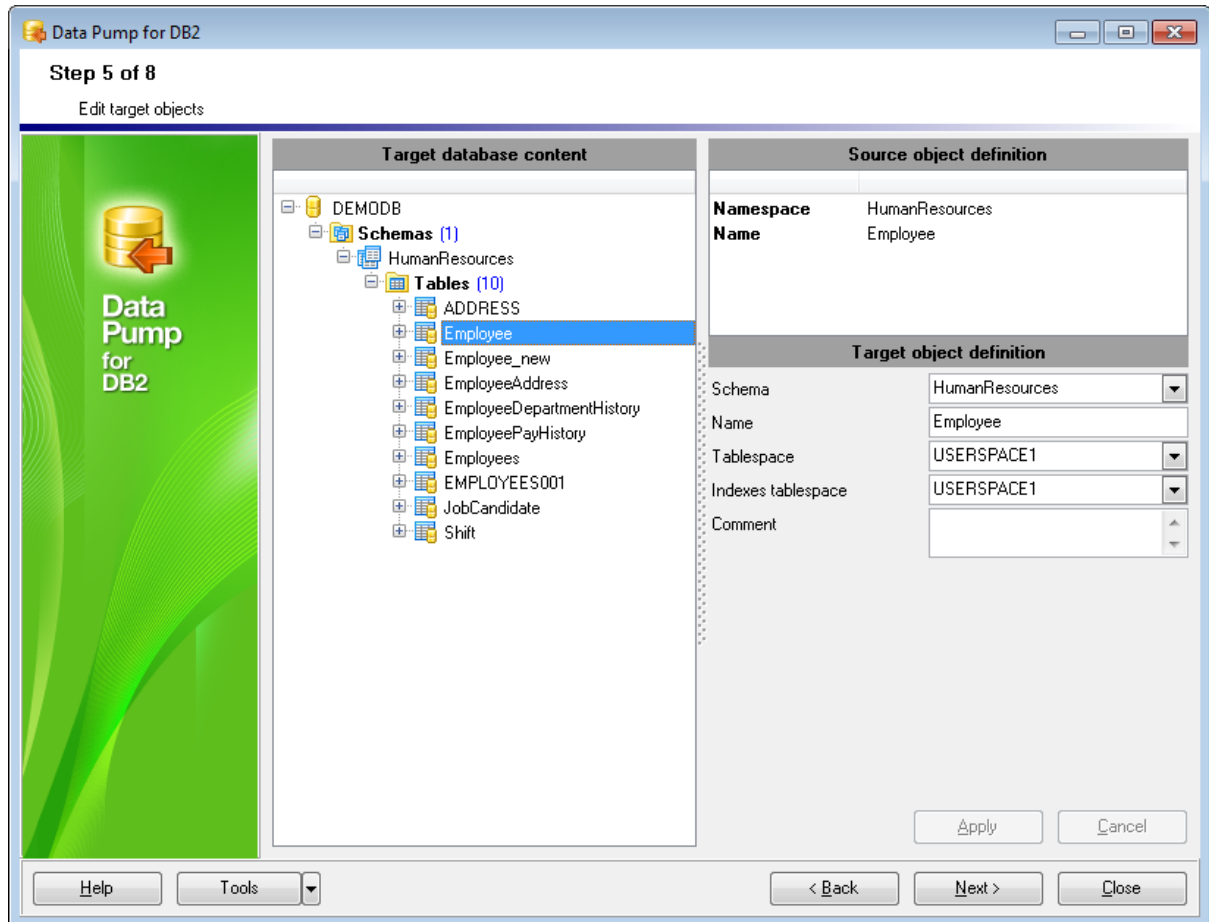 Data Pump for DB2
Step 5 of 8
Edit target objects
Data
Pump
for
DB2
Target database content
DEMODB
Schemas (1)
HumanResources
Tables (10)
ADDRESS
Employee
Employee_new
EmployeeAddress
EmployeeDepartmentHistory
EmployeePayHistory
Employees
EMPLOYEES001
JobCandidate
Shift
Source object definition
Namespace HumanResources
Name Employee
Target object definition
Schema HumanResources
Name Employee
Tablespace USERSPACE1
Indexes tablespace USERSPACE1
Comment
Apply Cancel
Help Tools < Back Next > Close